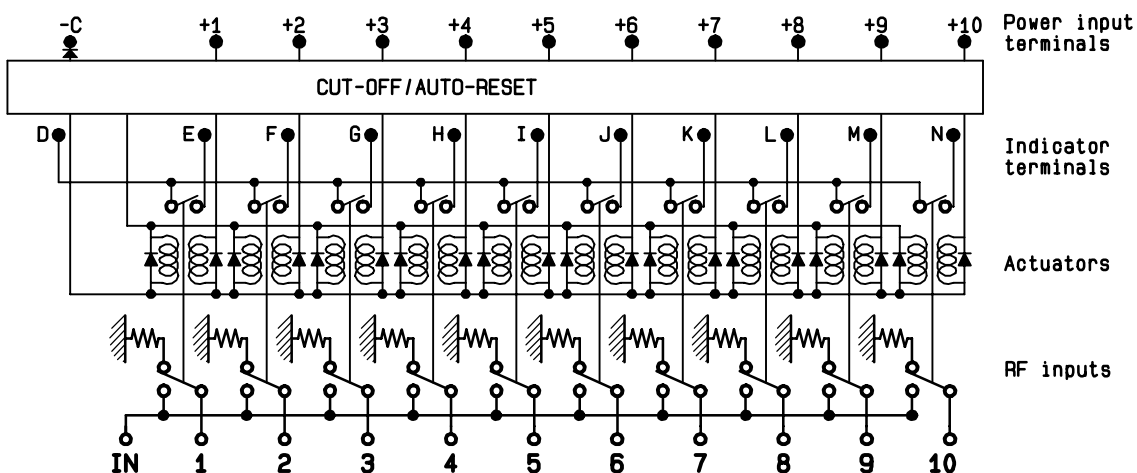 -C +1 +2 +3 +4 +5 +6 +7 +8 +9 +10 Power input
terminals
CUT-OFF/AUTO-RESET
D E F G H I J K L M N Indicator
terminals
Actuators
RF inputs
IN 1 2 3 4 5 6 7 8 9 10